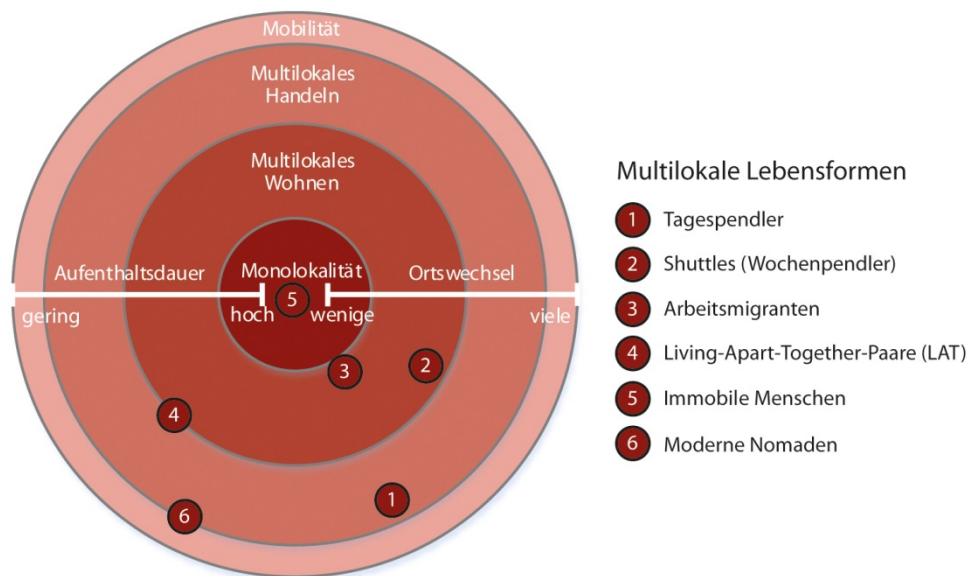 Mobilität
Multilokales
Handeln
Multilokales
Wohnen
Aufenthaltsdauer
Monolokalität
Ortswechsel
5
gering
hoch
wenige
viele
3
2
4
6
1
Multilokale Lebensformen
1 Tagespendler
2 Shuttles (Wochenpendler)
3 Arbeitsmigranten
4 Living-Apart-Together-Paare (LAT)
5 Immobile Menschen
6 Moderne Nomaden